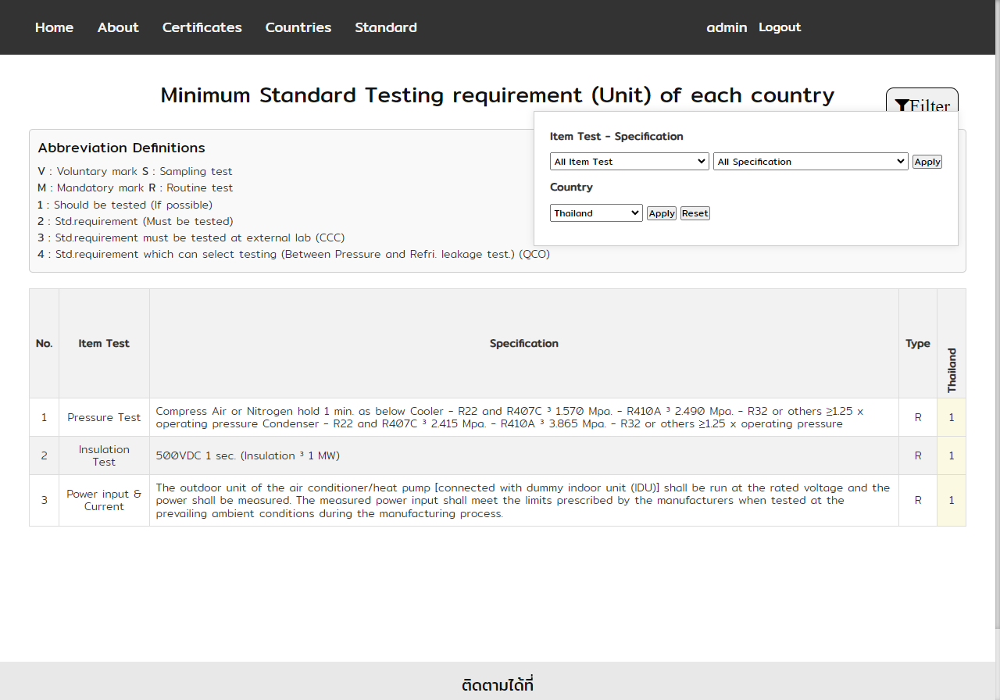 Home About Certificates Countries Standard admin Logout
Minimum Standard Testing requirement (Unit) of each country
Filter
Item Test - Specification
All Item Test All Specification Apply
Country
Thailand Apply Reset
Abbreviation Definitions
V : Voluntary mark S : Sampling test
M : Mandatory mark R : Routine test
1 : Should be tested (If possible)
2 : Std.requirement (Must be tested)
3 : Std.requirement must be tested at external lab (CCC)
4 : Std.requirement which can select testing (Between Pressure and Refri. leakage test.) (QCO)
No. Item Test Specification Type Thailand
1 Pressure Test Compress Air or Nitrogen hold 1 min. as below Cooler - R22 and R407C ³ 1.570 Mpa. - R410A ³ 2.490 Mpa. - R32 or others ≥1.25 x
operating pressure Condenser - R22 and R407C ³ 2.415 Mpa. - R410A ³ 3.865 Mpa. - R32 or others ≥1.25 x operating pressure R 1
2 Insulation
Test 500VDC 1 sec. (Insulation ³ 1 MW) R 1
3 Power input &
Current The outdoor unit of the air conditioner/heat pump [connected with dummy indoor unit (IDU)] shall be run at the rated voltage and the
power shall be measured. The measured power input shall meet the limits prescribed by the manufacturers when tested at the
prevailing ambient conditions during the manufacturing process. R 1
ติดตามได้ที่